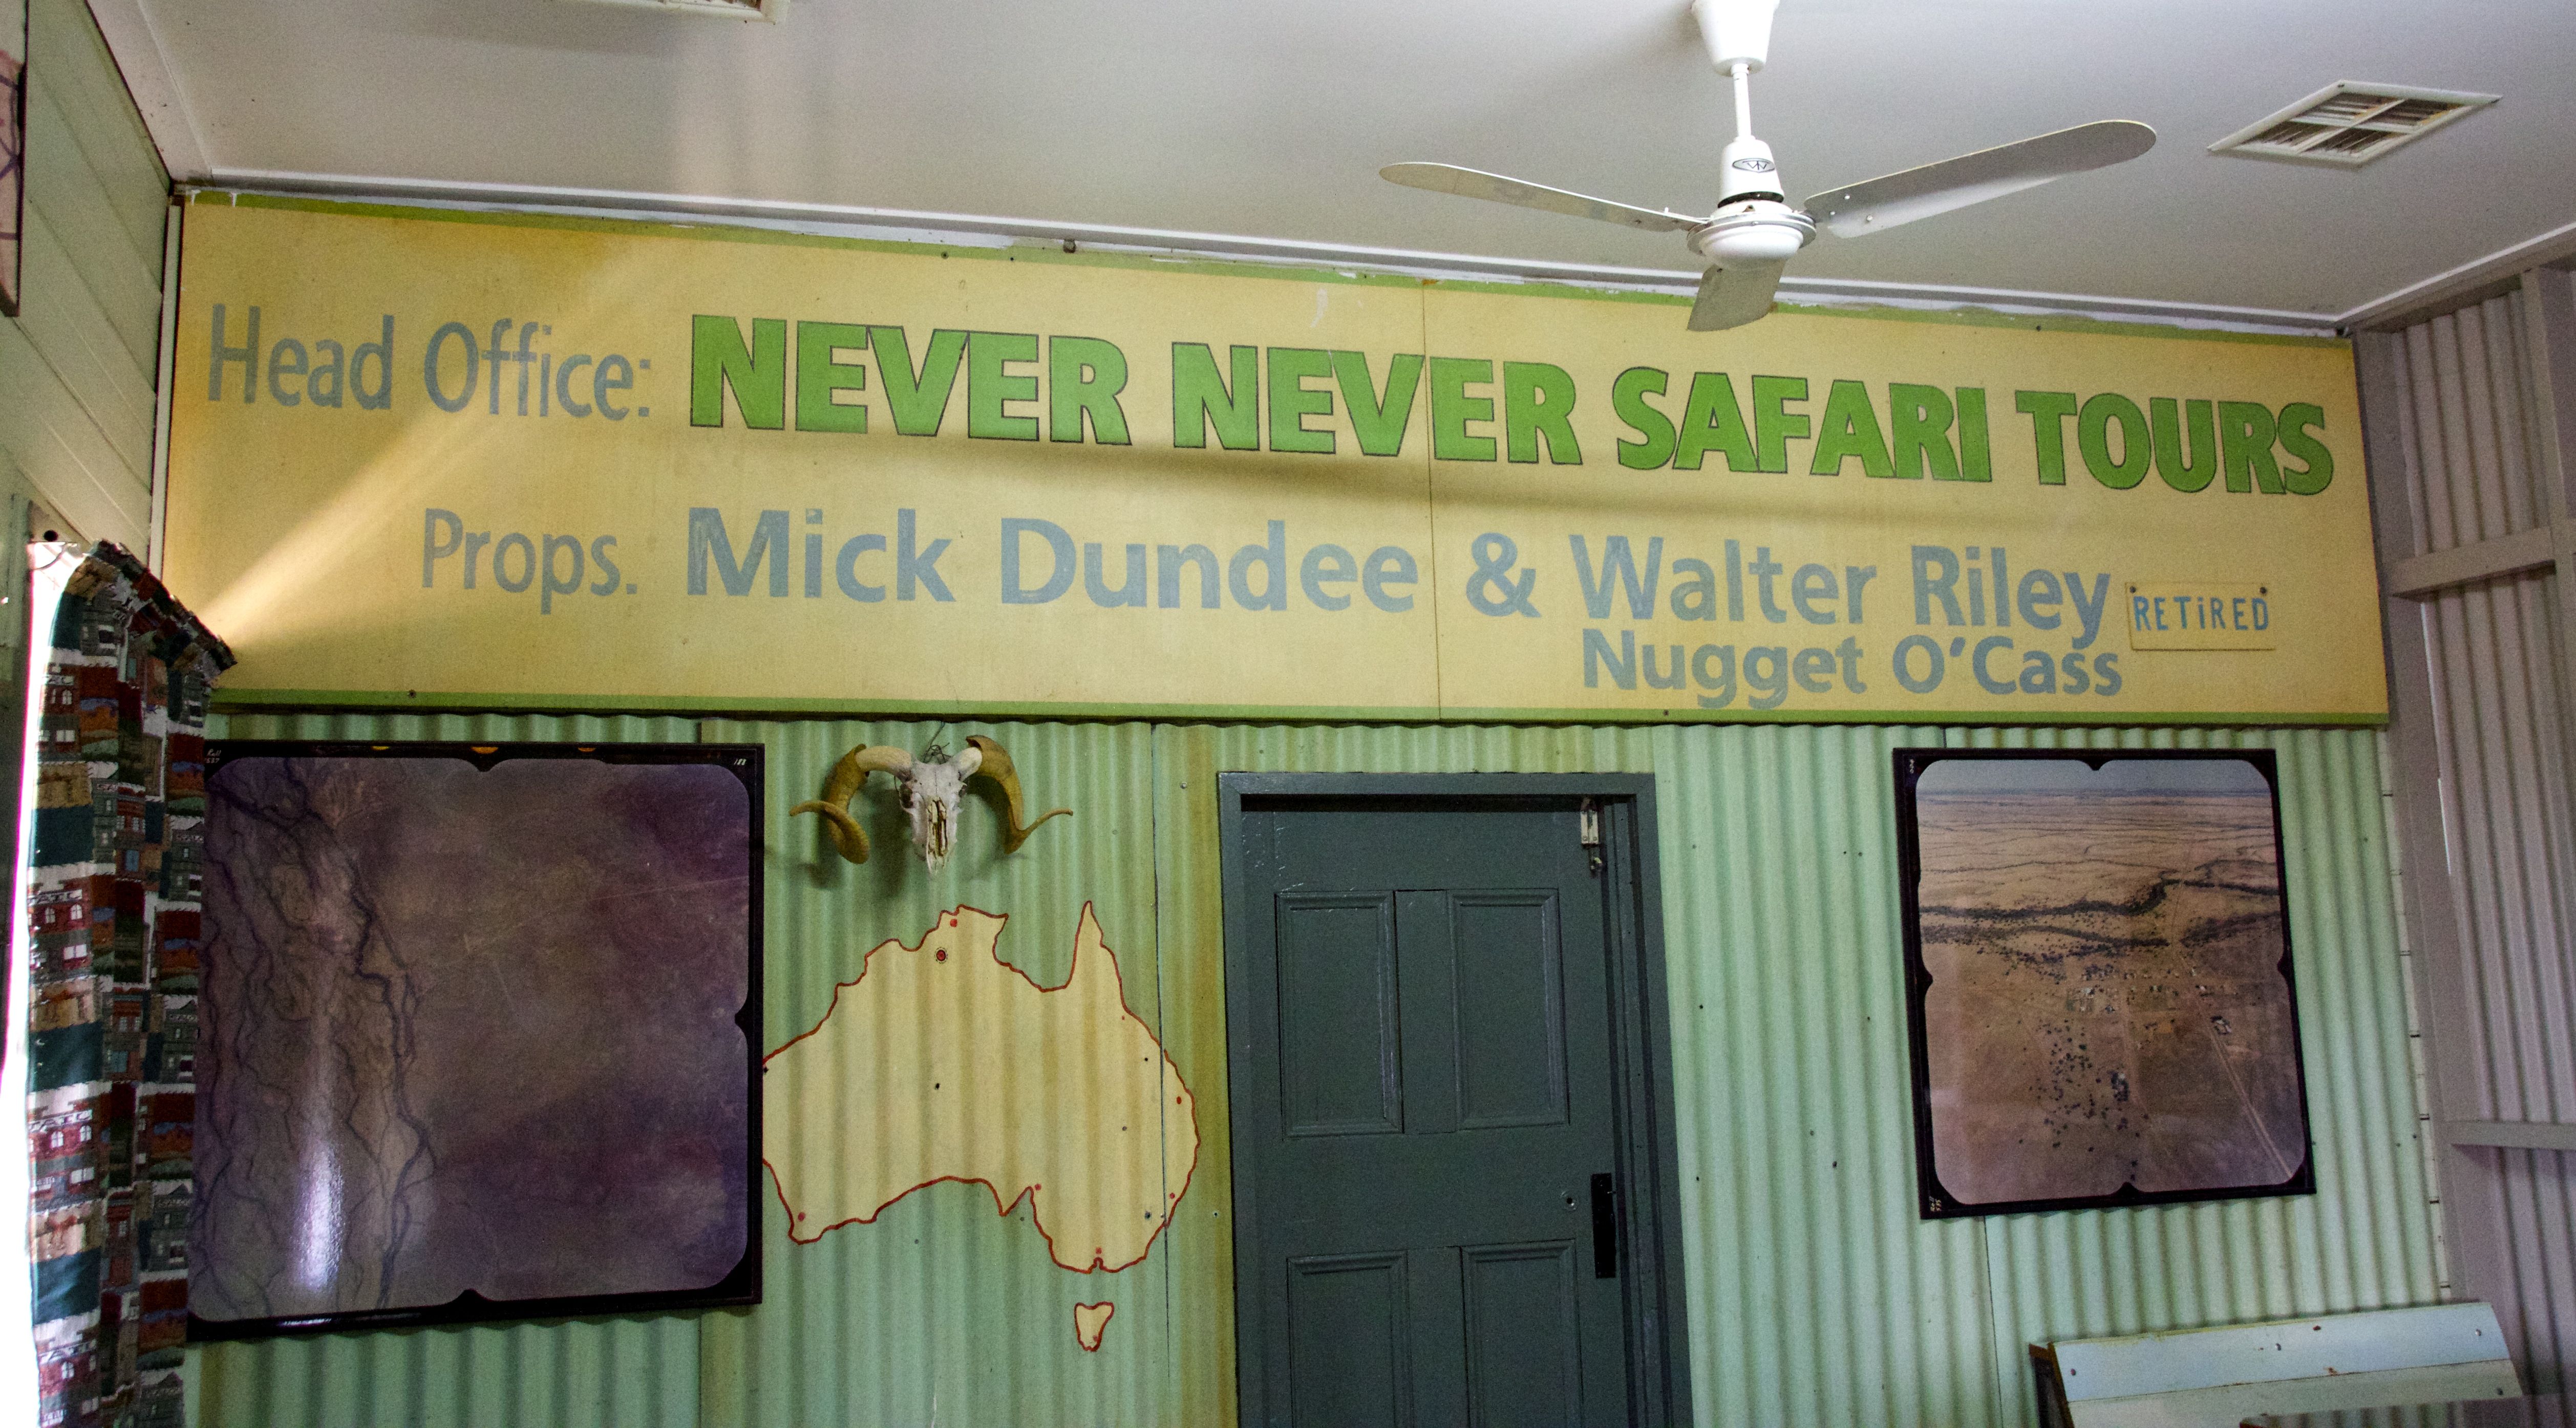 Head Office: NEVER NEVER SAFARI TOURS
Props. Mick Dundee & Walter Riley RETiRED
Nugget O'Cass